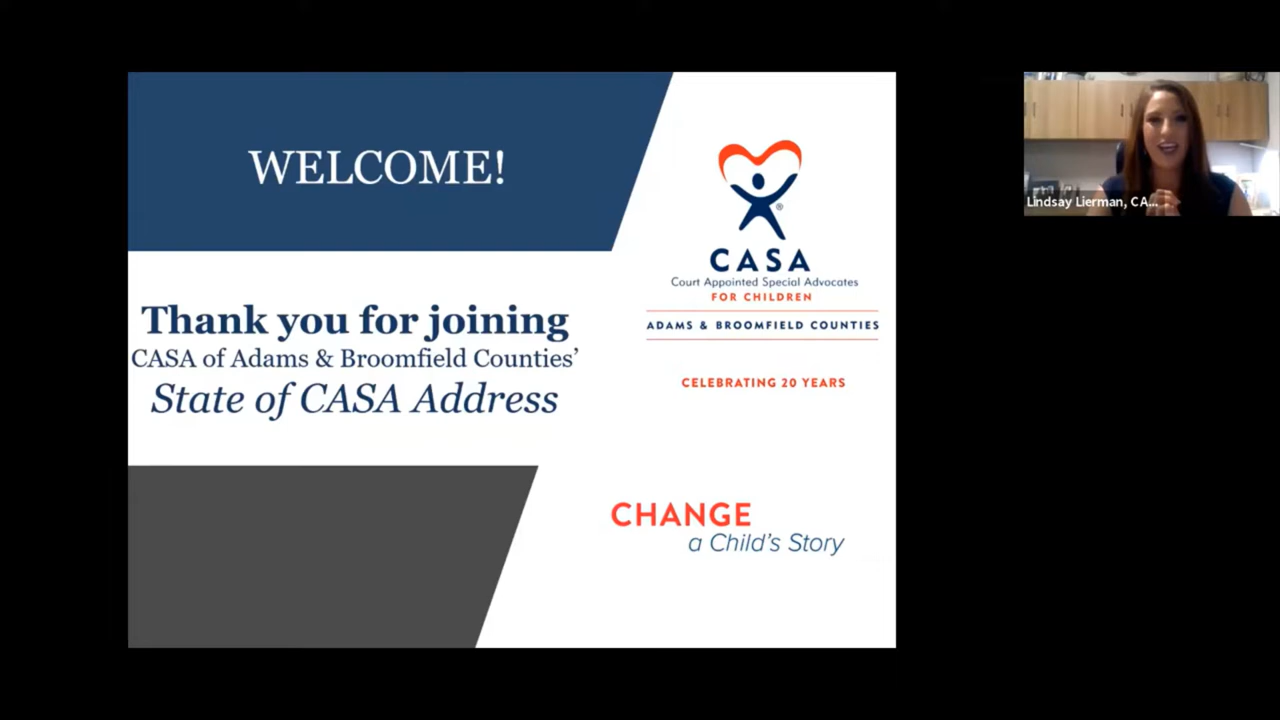 WELCOME!
Thank you for joining
CASA of Adams & Broomfield Counties’
State of CASA Address
®
CASA
Court Appointed Special Advocates
FOR CHILDREN
ADAMS & BROOMFIELD COUNTIES
CELEBRATING 20 YEARS
CHANGE
a Child’s Story
Lindsay Lierman, CA...